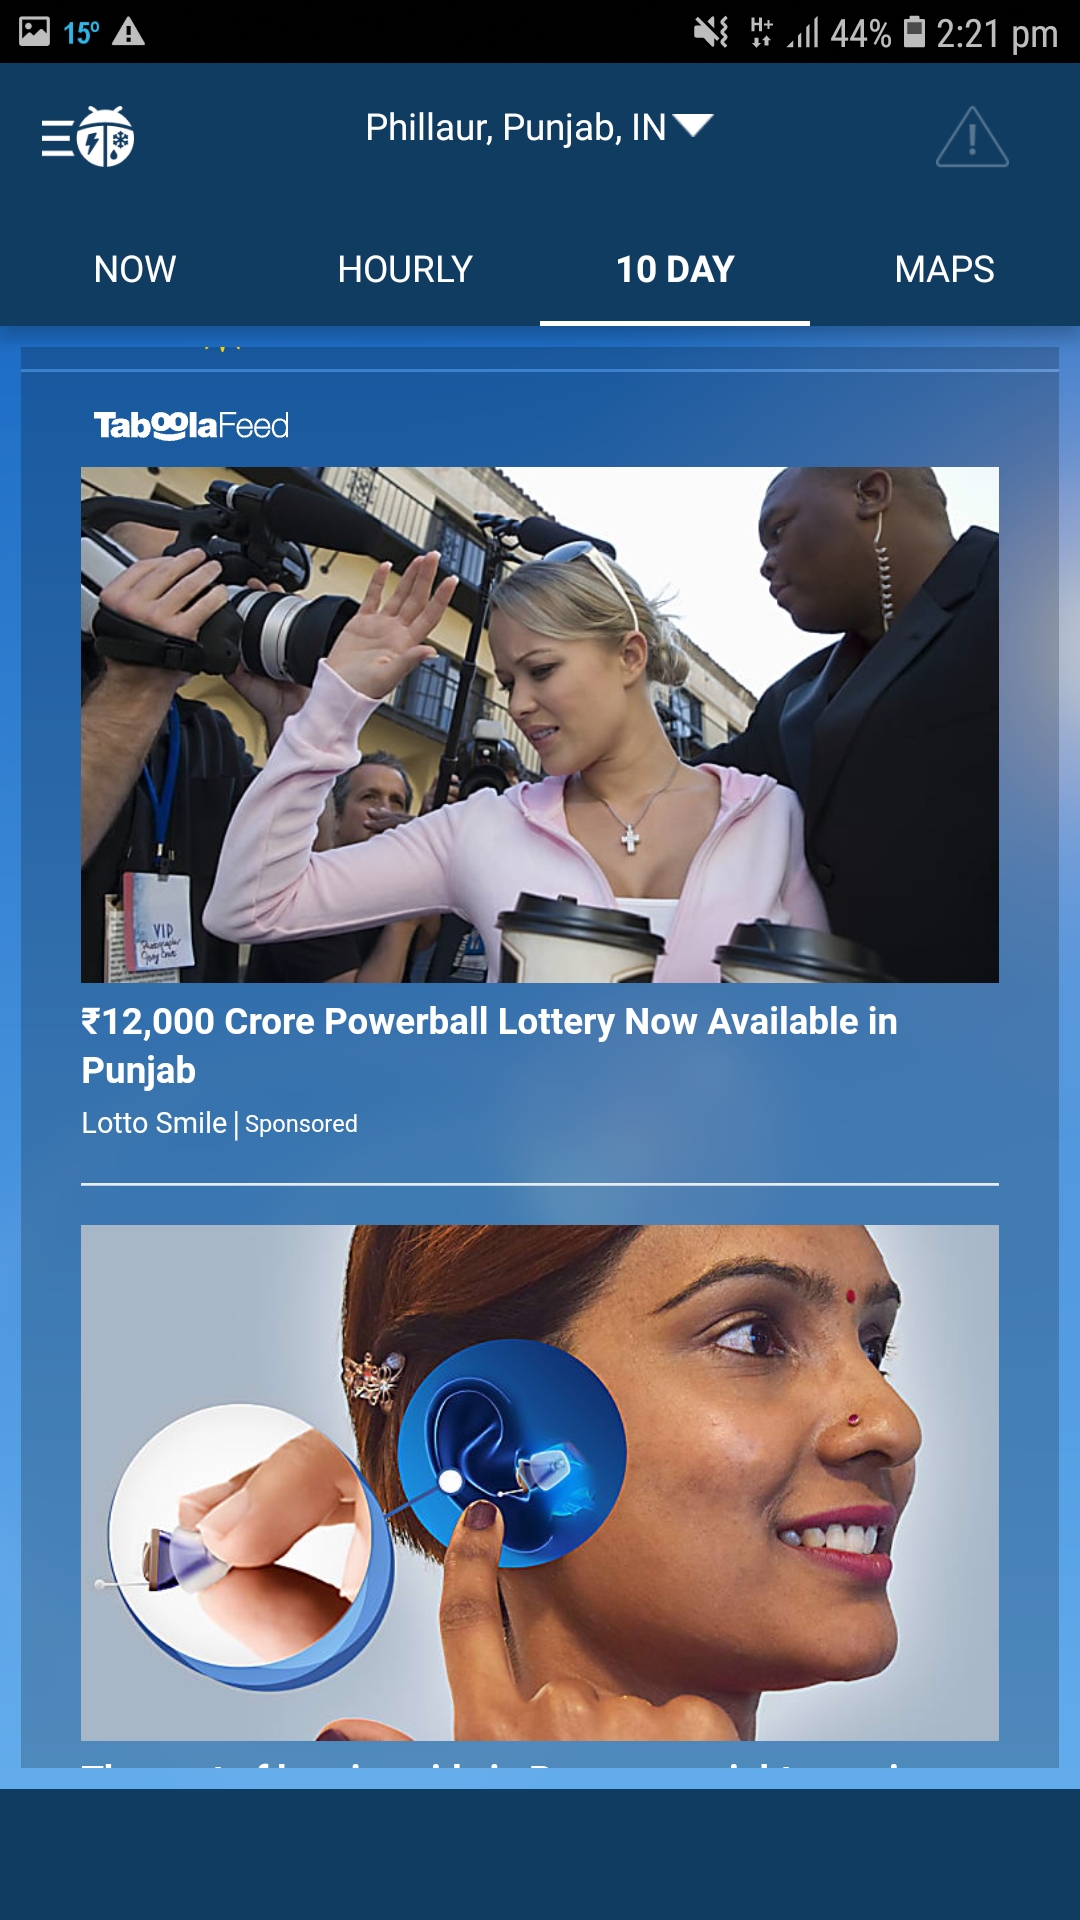 15°
H+ 44% 2:21 pm
Phillaur, Punjab, IN
NOW HOURLY 10 DAY MAPS
TaboolaFeed
VIP
MEDIA
₹12,000 Crore Powerball Lottery Now Available in
Punjab
Lotto Smile | Sponsored